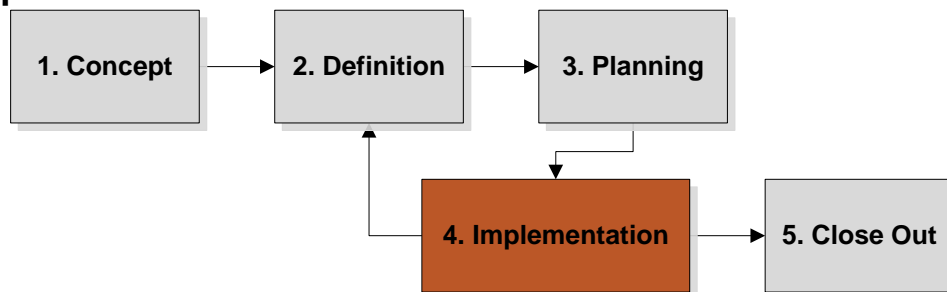 1. Concept
2. Definition
3. Planning
4. Implementation
5. Close Out